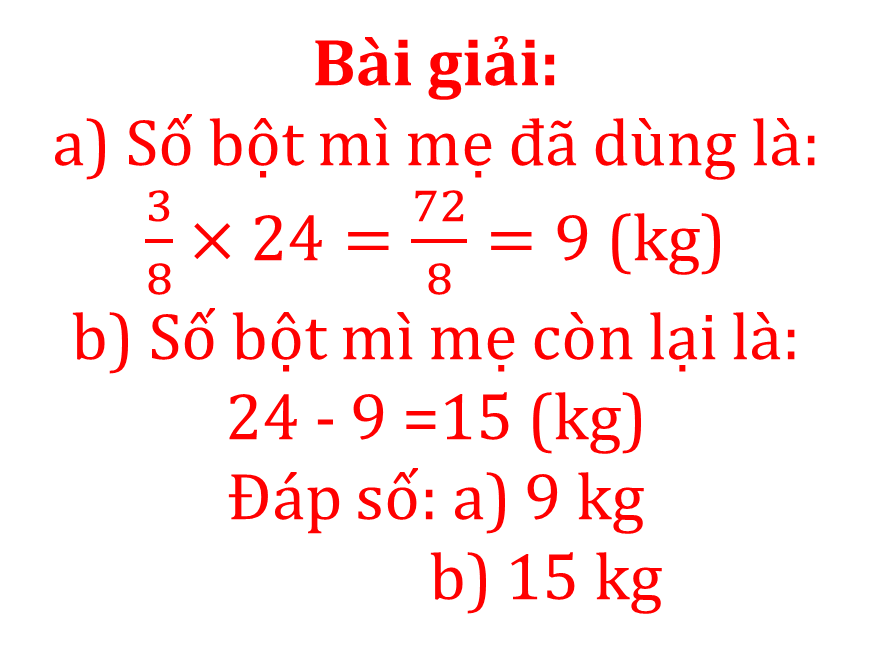 Bài giải:
a) Số bột mì mẹ đã dùng là:
3/8 × 24 = 72/8 = 9 (kg)
b) Số bột mì mẹ còn lại là:
24 - 9 =15 (kg)
Đáp số: a) 9 kg
b) 15 kg